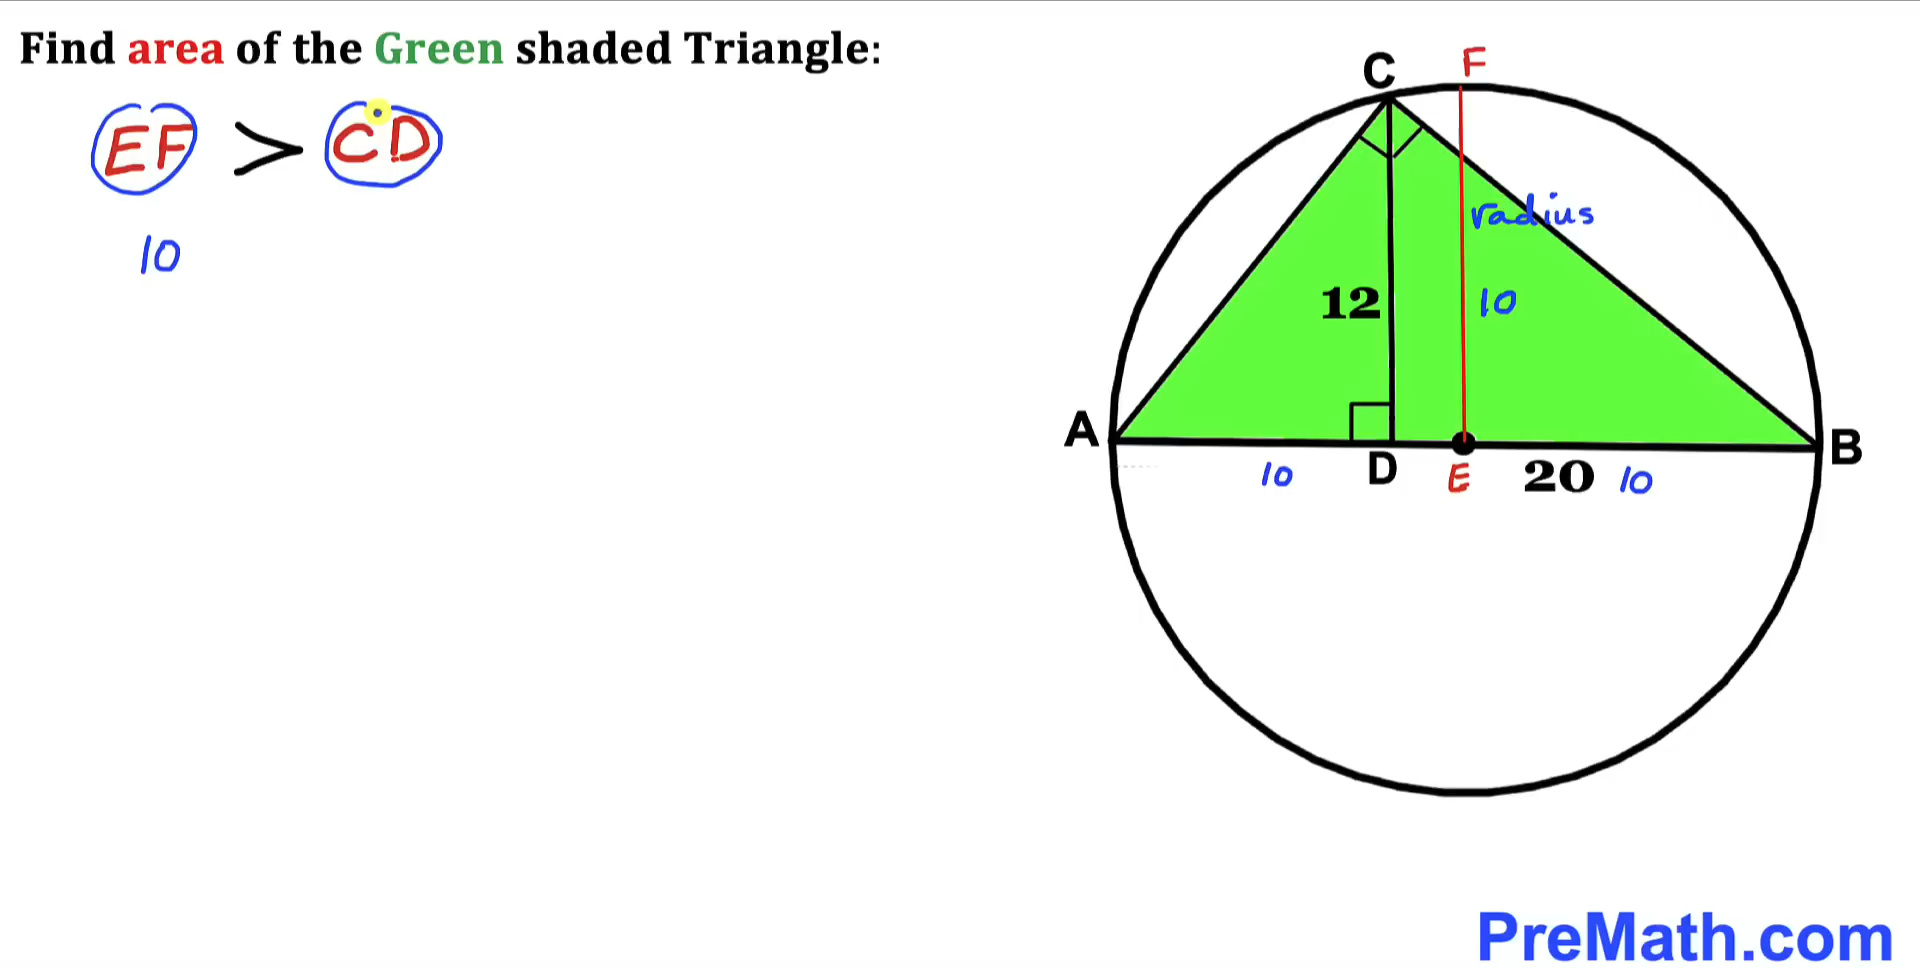 Find area of the Green shaded Triangle:
EF > CD
10
C F
radius
12 10
A B
10 D E 20 10
PreMath.com